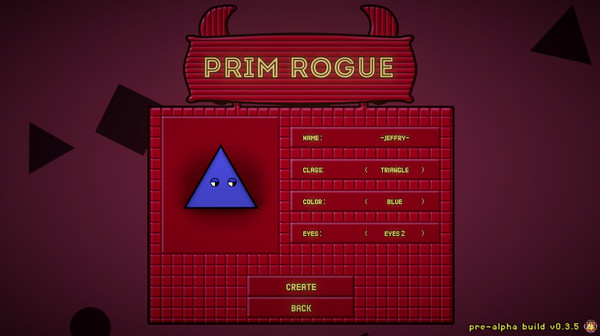 PRIM ROGUE
NAME: -JEFFRY-
CLASS: ( TRIANGLE )
COLOR: ( BLUE )
EYES: ( EYES 2 )
CREATE
BACK
pre-alpha build v0.3.5